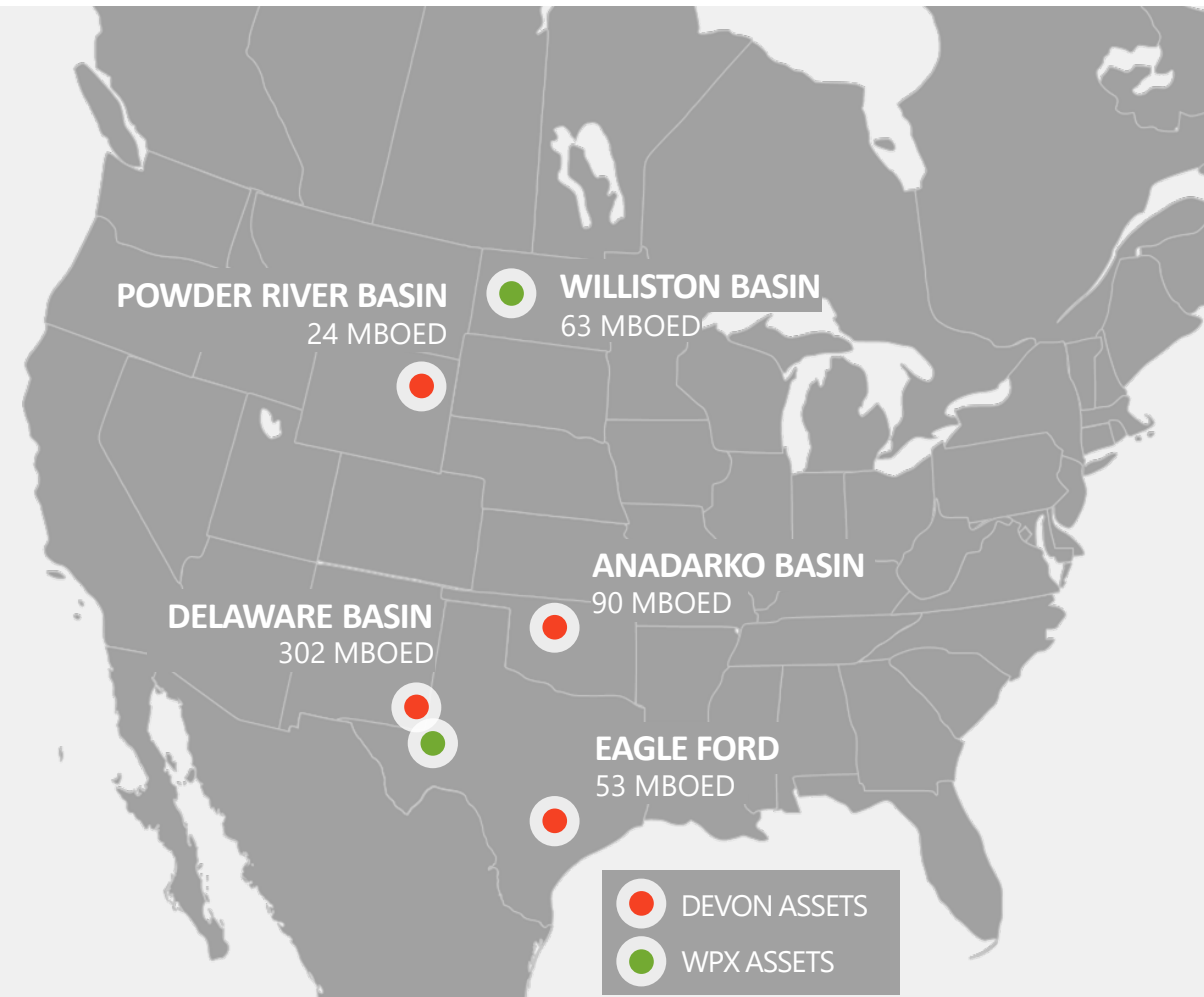 POWDER RIVER BASIN
24 MBOED
WILLISTON BASIN
63 MBOED
ANADARKO BASIN
90 MBOED
DELAWARE BASIN
302 MBOED
EAGLE FORD
53 MBOED
DEVON ASSETS
WPX ASSETS